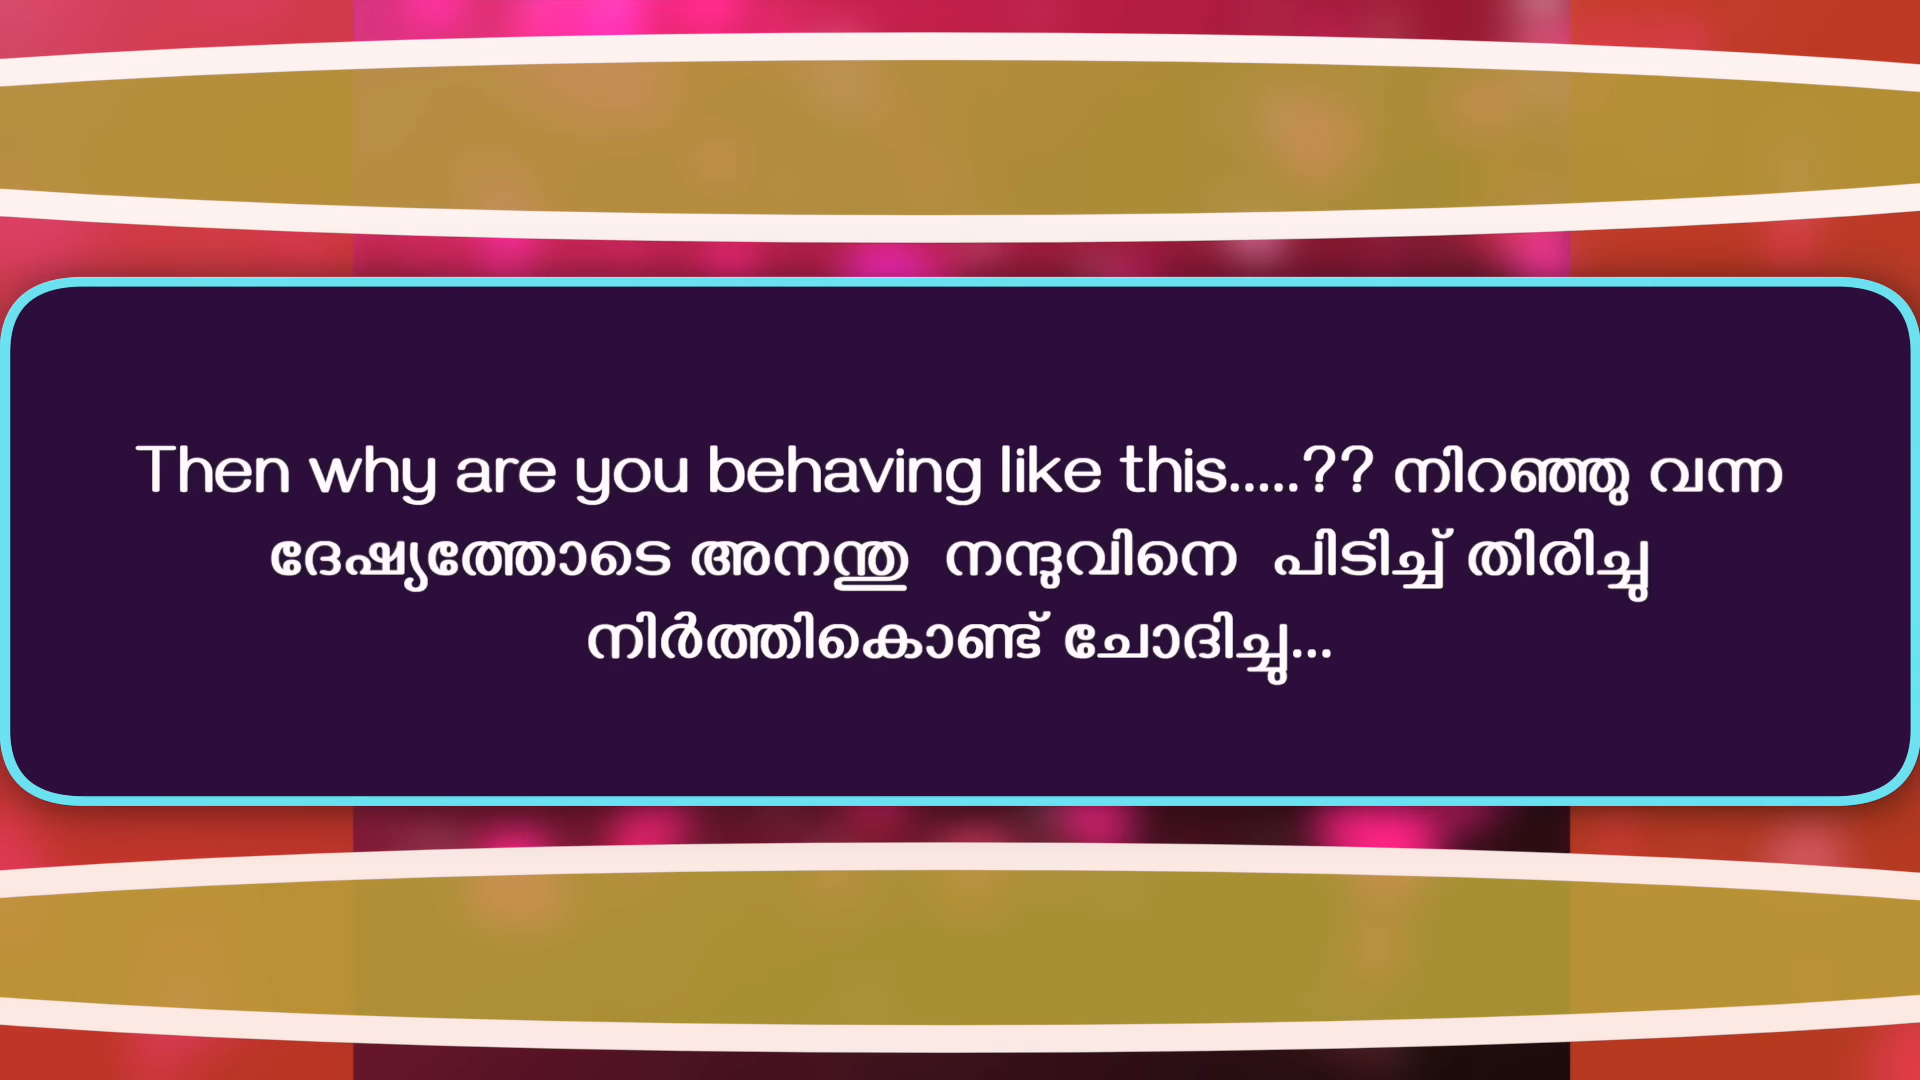 Then why are you behaving like this.....?? നിറഞ്ഞു വന്ന
ദേഷ്യത്തോടെ അനന്തു  നന്ദുവിനെ  പിടിച്ച് തിരിച്ചു
നിർത്തികൊണ്ട് ചോദിച്ചു...